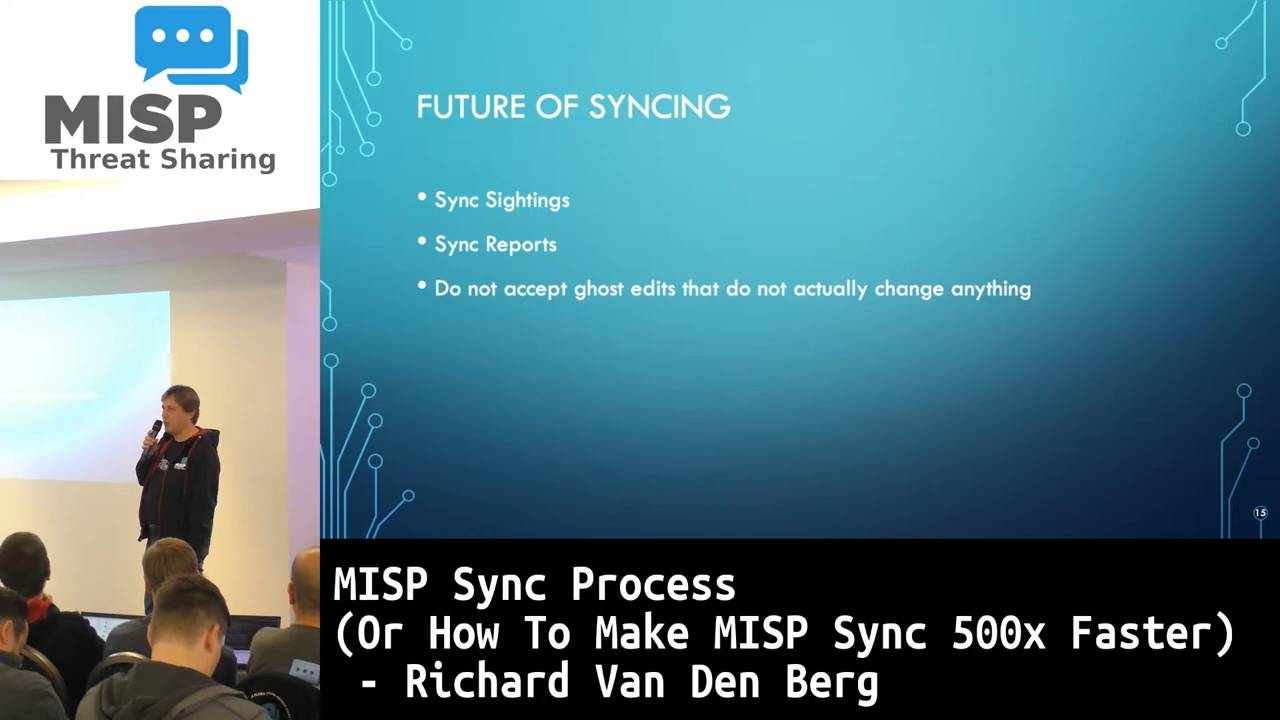 MISP
Threat Sharing
FUTURE OF SYNCING
• Sync Sightings
• Sync Reports
• Do not accept ghost edits that do not actually change anything
15
MISP Sync Process
(Or How To Make MISP Sync 500x Faster)
- Richard Van Den Berg